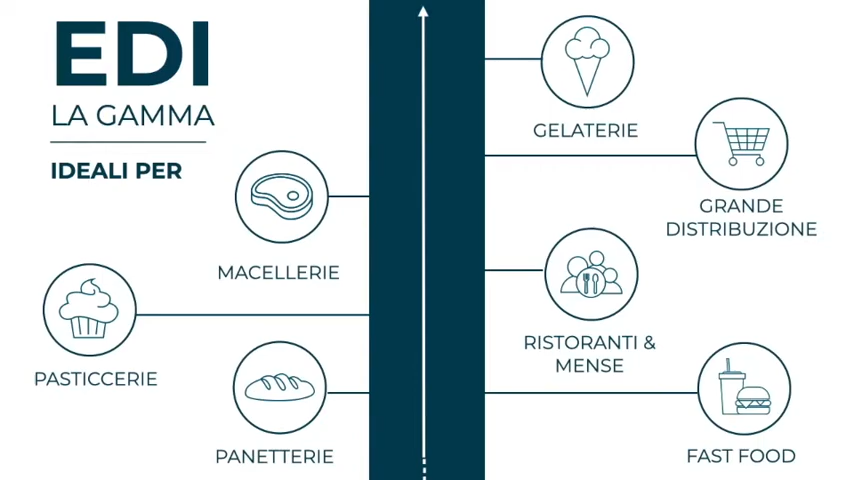 EDI
LA GAMMA
IDEALI PER
MACELLERIE
PASTICCERIE
PANETTERIE
GELATERIE
GRANDE
DISTRIBUZIONE
RISTORANTI &
MENSE
FAST FOOD